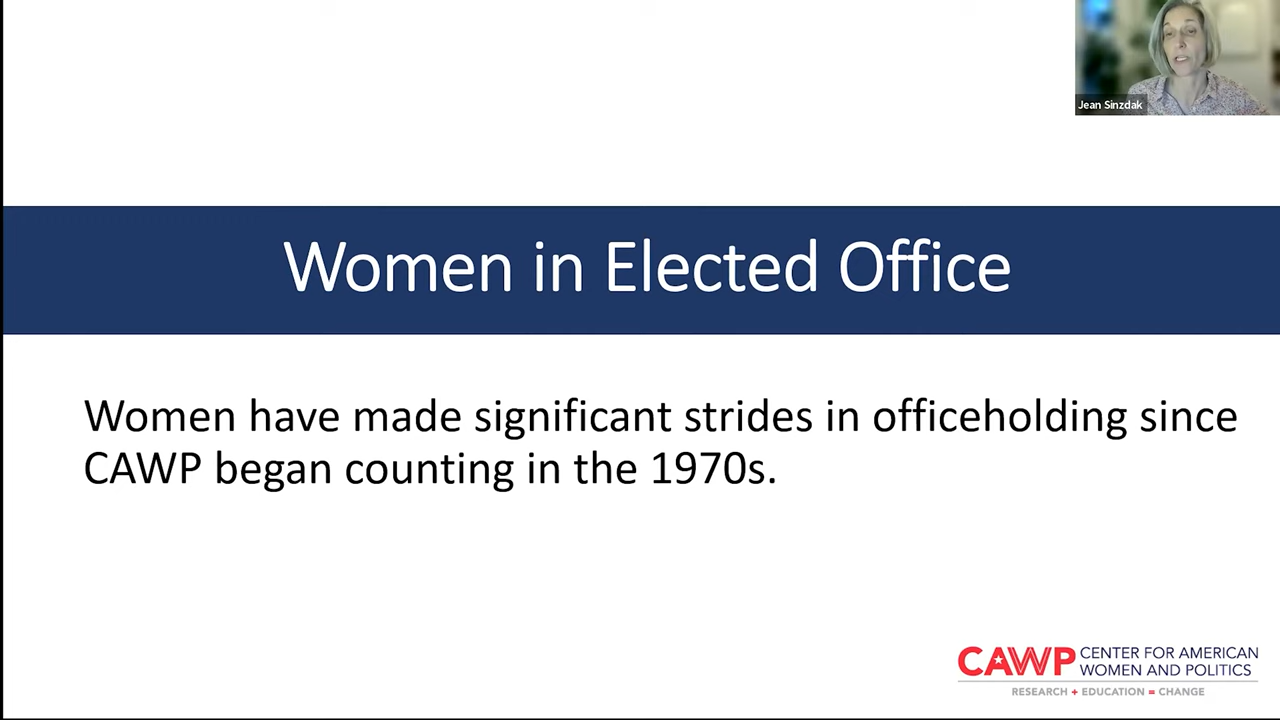 Jean Sinzdak
Women in Elected Office
Women have made significant strides in officeholding since
CAWP began counting in the 1970s.
CAWP CENTER FOR AMERICAN
WOMEN AND POLITICS
RESEARCH + EDUCATION = CHANGE